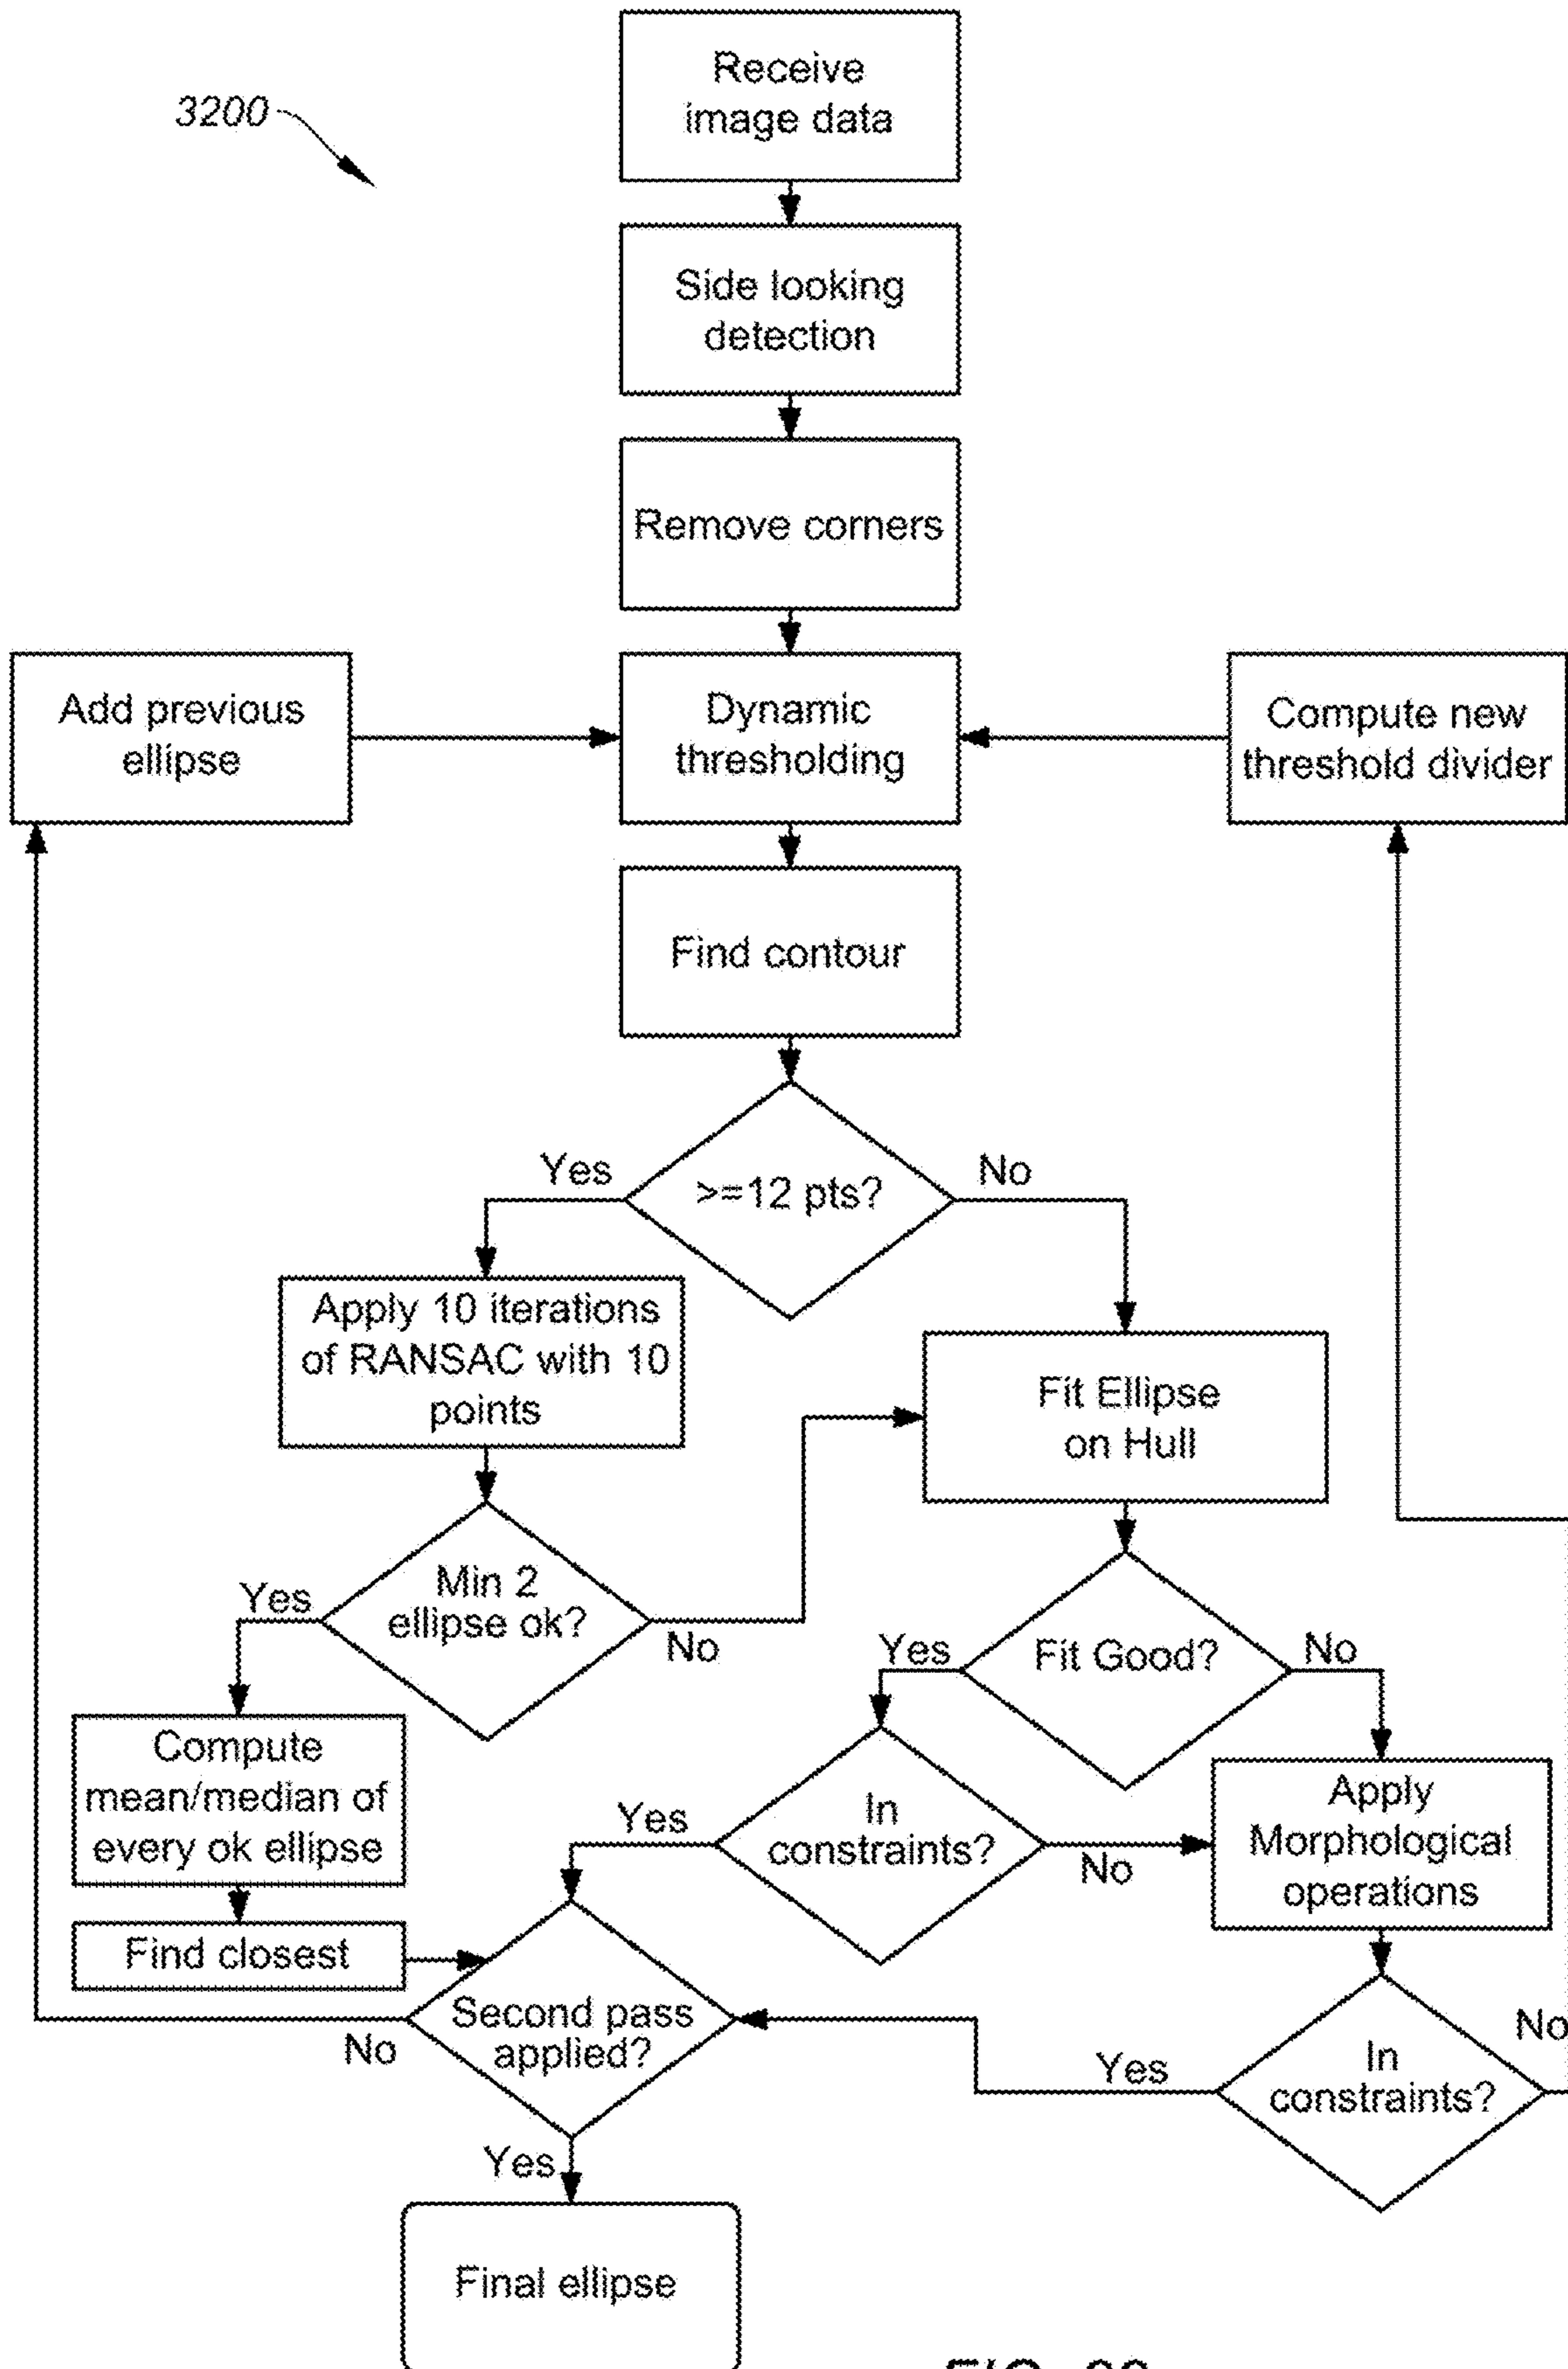 3200
Receive
image data
Side looking
detection
Remove corners
Add previous
ellipse
Dynamic
thresholding
Compute new
threshold divider
Find contour
Yes
>=12 pts?
No
Apply 10 iterations
of RANSAC with 10
points
Fit Ellipse
on Hull
Yes
Min 2
ellipse ok?
No
Yes
Fit Good?
No
Compute
mean/median of
every ok ellipse
Yes
In
constraints?
No
Apply
Morphological
operations
Find closest
No
Second pass
applied?
Yes
In
constraints?
No
Yes
Final ellipse
FIG.